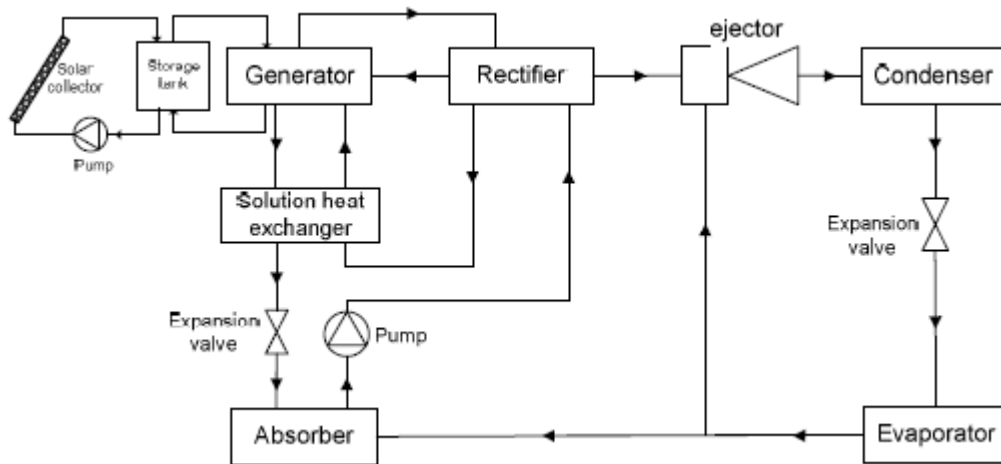 ejector
Solar
collector
Storage
tank
Generator
Rectifier
Condenser
Pump
Solution heat
exchanger
Expansion
valve
Expansion
valve
Pump
Absorber
Evaporator